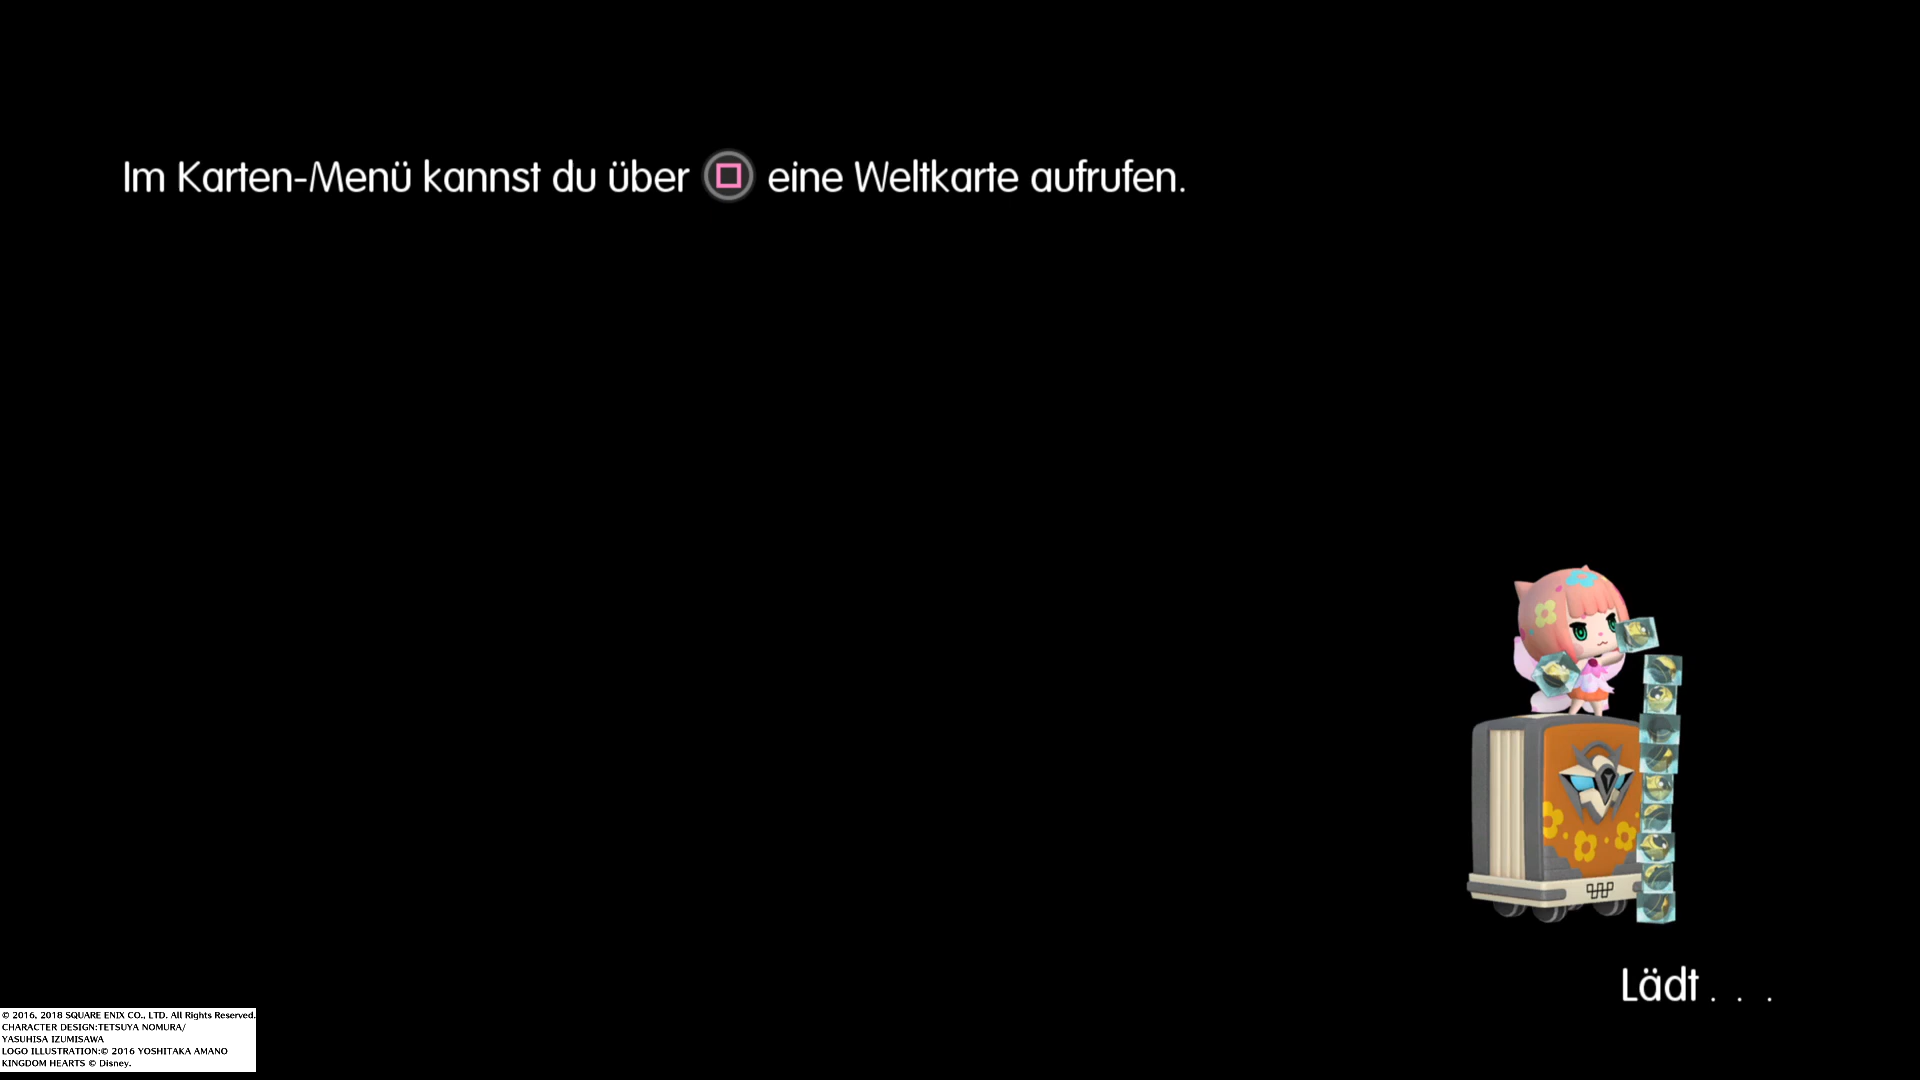 Im Karten-Menü kannst du über eine Weltkarte aufrufen.
Lädt . . .
© 2016, 2018 SQUARE ENIX CO., LTD. All Rights Reserved.
CHARACTER DESIGN:TETSUYA NOMURA/
YASUHISA IZUMISAWA
LOGO ILLUSTRATION:© 2016 YOSHITAKA AMANO
KINGDOM HEARTS © Disney.